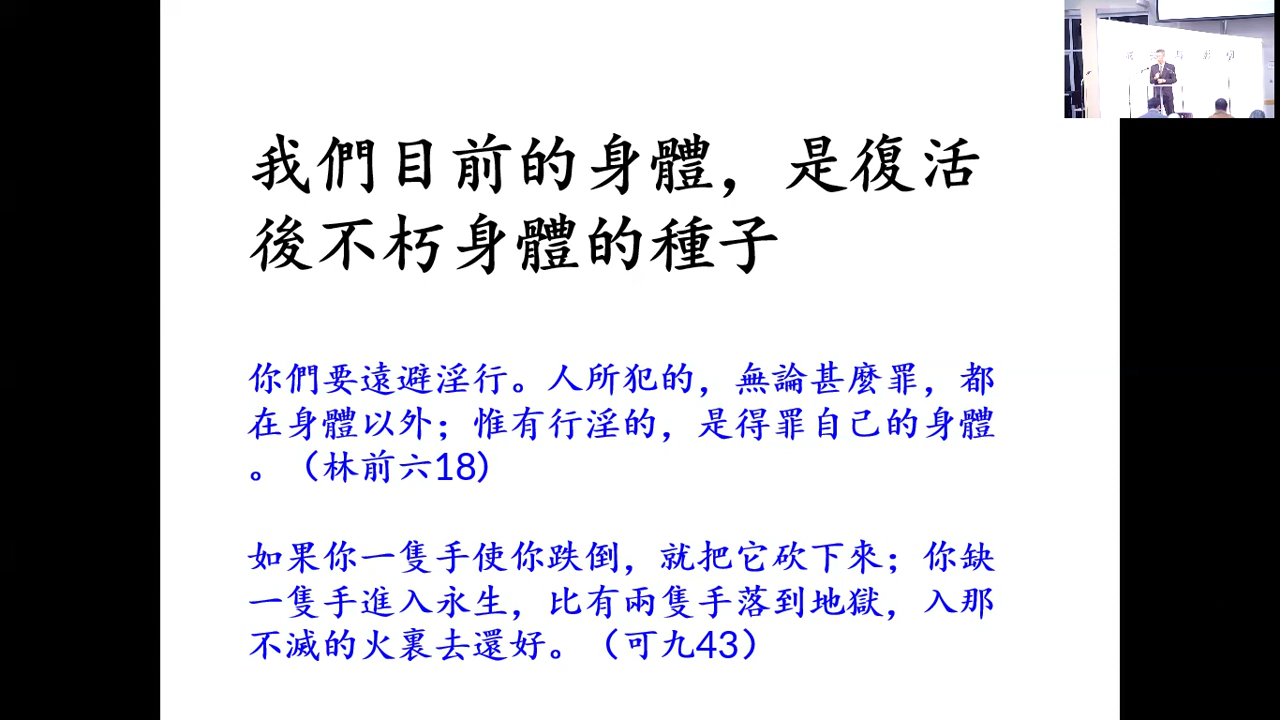 我們目前的身體，是復活
後不朽身體的種子
你們要遠避淫行。人所犯的，無論甚麼罪，都
在身體以外；惟有行淫的，是得罪自己的身體
。（林前六18）
如果你一隻手使你跌倒，就把它砍下來；你缺
一隻手進入永生，比有兩隻手落到地獄，入那
不滅的火裏去還好。（可九43）